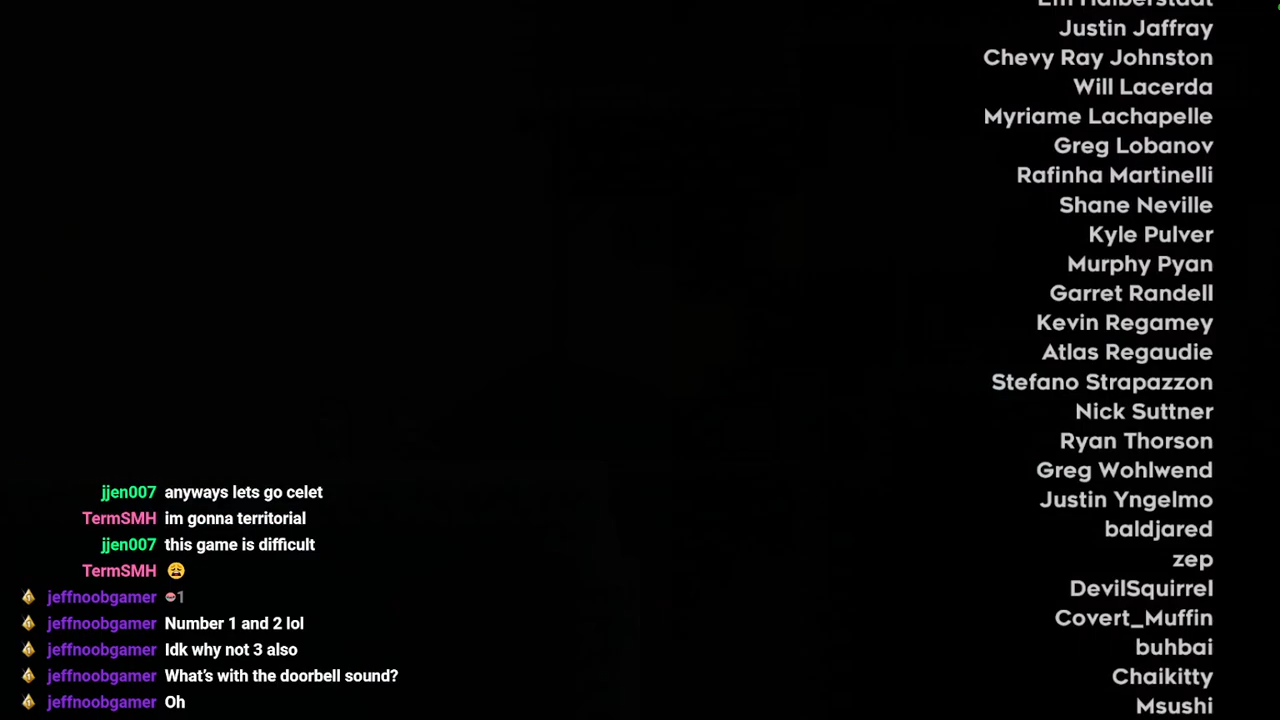 Justin Jaffray
Chevy Ray Johnston
Will Lacerda
Myriame Lachapelle
Greg Lobanov
Rafinha Martinelli
Shane Neville
Kyle Pulver
Murphy Pyan
Garret Randell
Kevin Regamey
Atlas Regaudie
Stefano Strapazzon
Nick Suttner
Ryan Thorson
Greg Wohlwend
Justin Yngelmo
baldjared
zep
DevilSquirrel
Covert_Muffin
buhbai
Chaikitty
Msushi
jjen007 anyways lets go celet
TermSMH im gonna territorial
jjen007 this game is difficult
TermSMH 😩
jeffnoobgamer 1
jeffnoobgamer Number 1 and 2 lol
jeffnoobgamer Idk why not 3 also
jeffnoobgamer What's with the doorbell sound?
jeffnoobgamer Oh